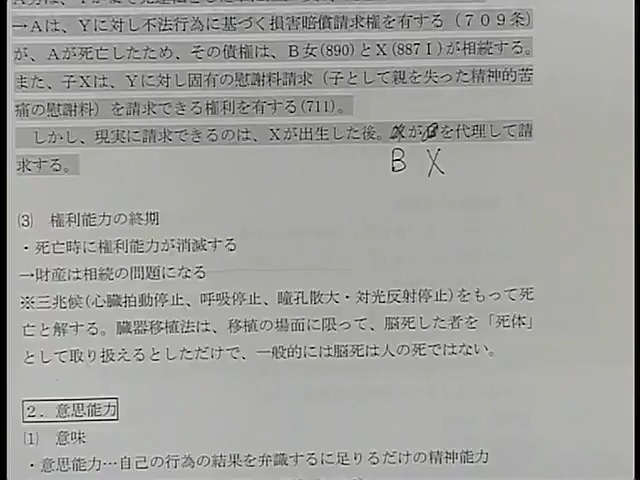 →Ａは、Ｙに対し不法行為に基づく損害賠償請求権を有する（７０９条）
が、Ａが死亡したため、その債権は、Ｂ女(890)とＸ(887Ⅰ)が相続する。
また、子Ｘは、Ｙに対し固有の慰謝料請求（子として親を失った精神的苦
痛の慰謝料）を請求できる権利を有する(711)。
しかし、現実に請求できるのは、Ｘが出生した後。ＸがＢを代理して請
求する。
B X
⑶ 権利能力の終期
・死亡時に権利能力が消滅する
→財産は相続の問題になる
※三兆候(心臓拍動停止、呼吸停止、瞳孔散大・対光反射停止)をもって死
亡と解する。臓器移植法は、移植の場面に限って、脳死した者を「死体」
として取り扱えるとしただけで、一般的には脳死は人の死ではない。
２．意思能力
⑴ 意味
・意思能力…自己の行為の結果を弁識するに足りるだけの精神能力